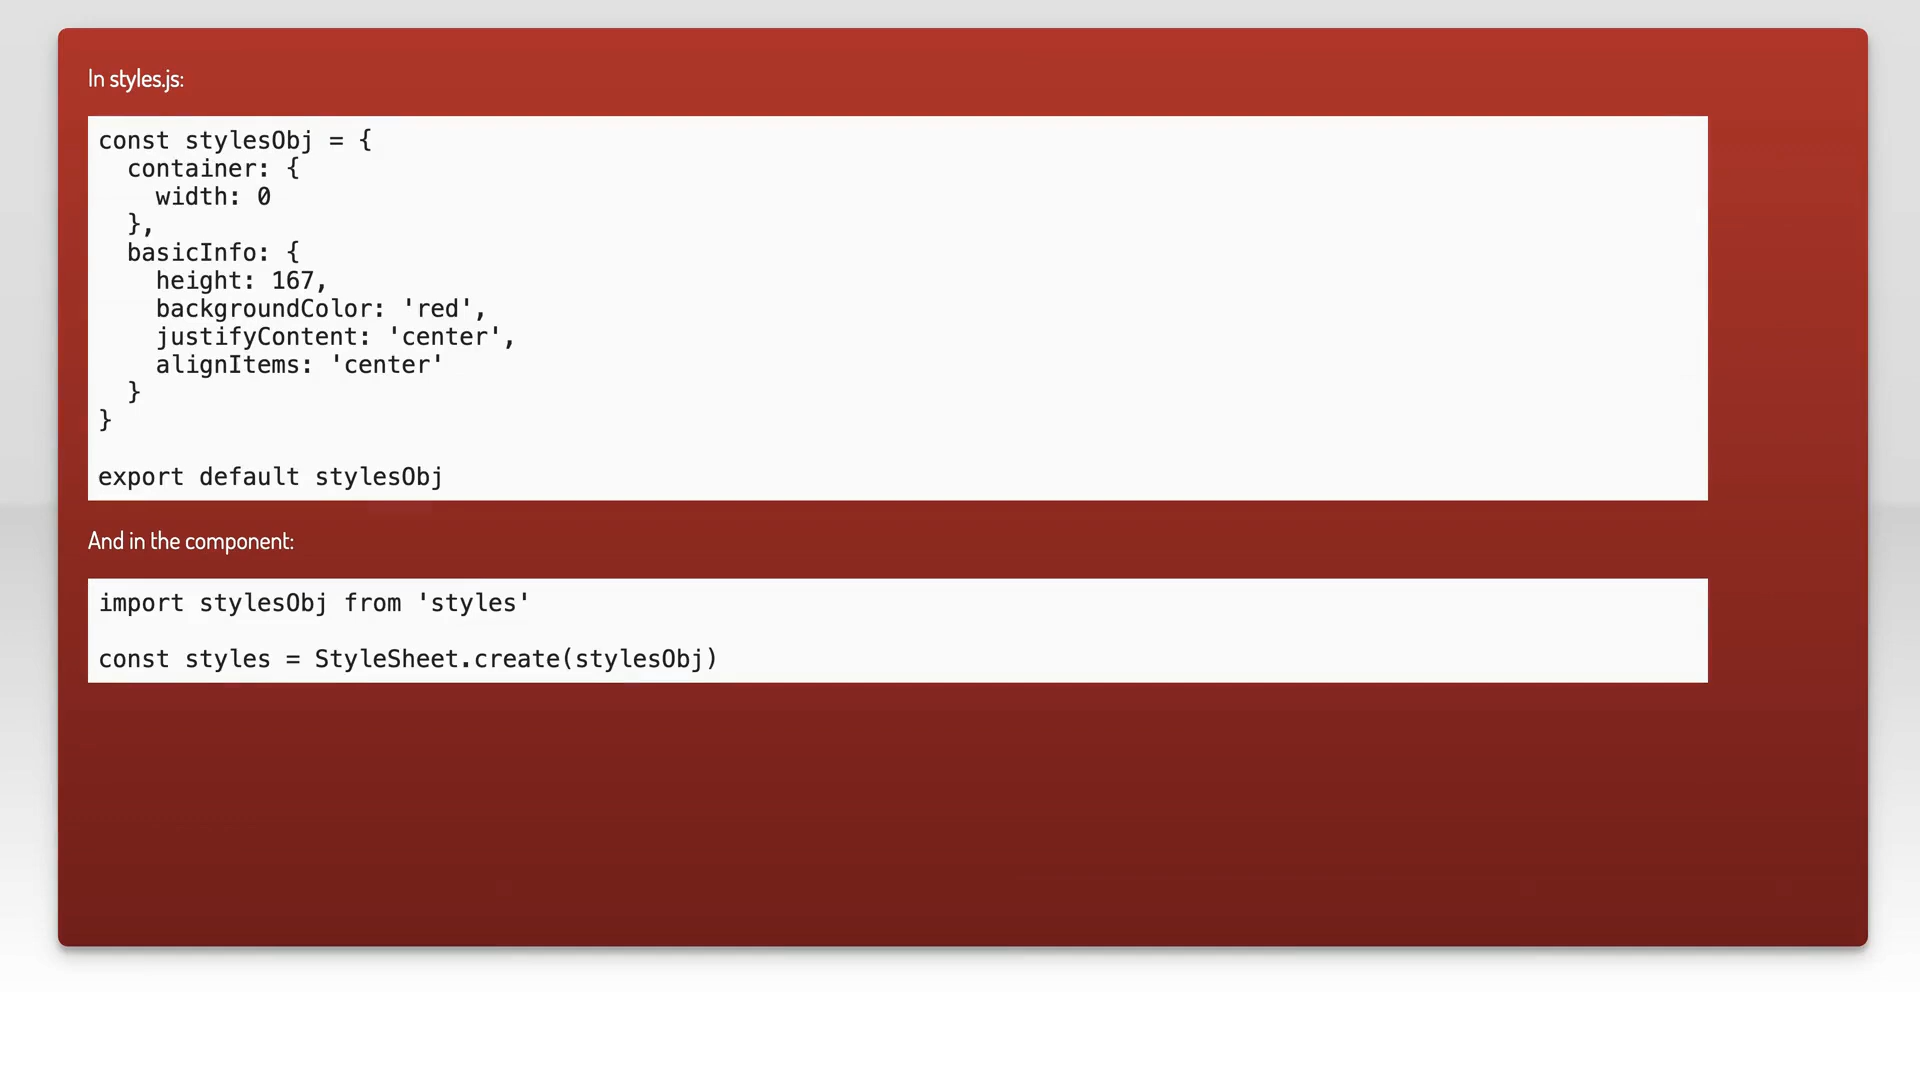 In styles.js:
const stylesObj = {
  container: {
    width: 0
  },
  basicInfo: {
    height: 167,
    backgroundColor: 'red',
    justifyContent: 'center',
    alignItems: 'center'
  }
}

export default stylesObj
And in the component:
import stylesObj from 'styles'

const styles = StyleSheet.create(stylesObj)